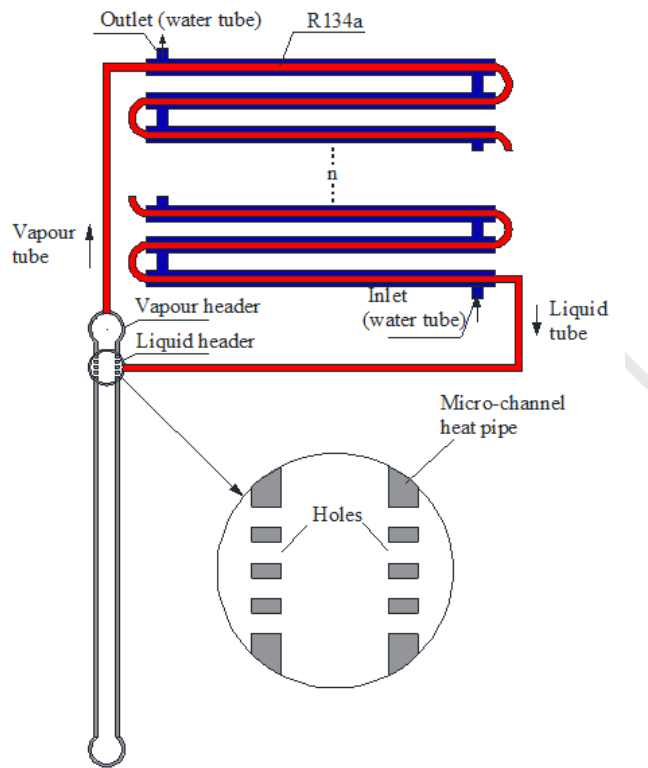 Outlet (water tube)
R134a
n
Vapour
tube
Inlet
(water tube)
Liquid
tube
Vapour header
Liquid header
Micro-channel
heat pipe
Holes